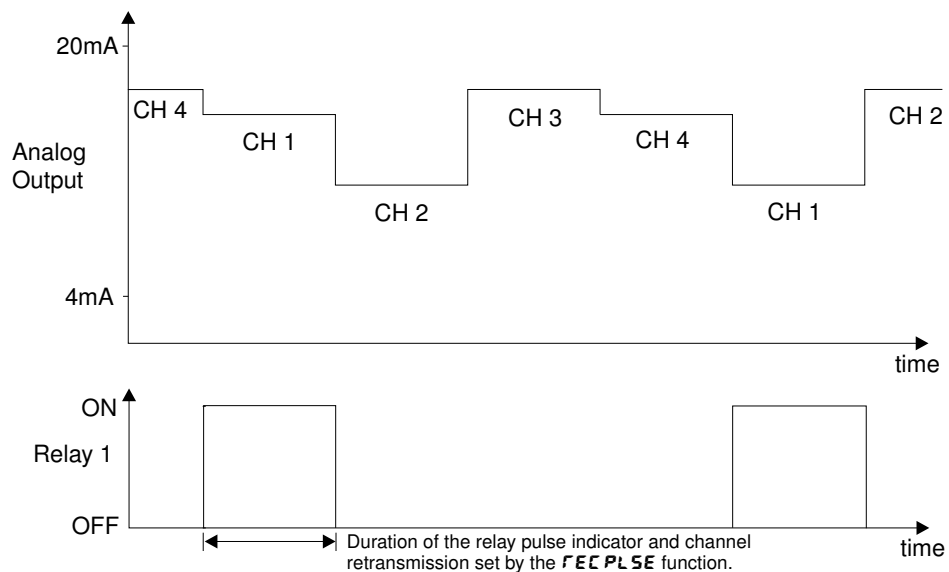 20mA
CH 4
CH 1
CH 2
CH 3
CH 4
CH 1
CH 2
Analog
Output
4mA
time
ON
Relay 1
OFF
time
Duration of the relay pulse indicator and channel
retransmission set by the rEC PLSE function.